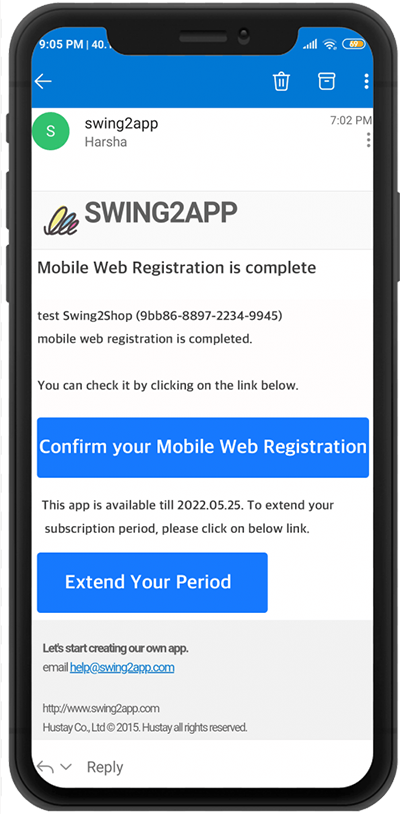 9:05 PM | 40.
69
S
swing2app
7:02 PM
Harsha
SWING2APP
Mobile Web Registration is complete
test Swing2Shop (9bb86-8897-2234-9945)
mobile web registration is completed.
You can check it by clicking on the link below.
Confirm your Mobile Web Registration
This app is available till 2022.05.25. To extend your
subscription period, please click on below link.
Extend Your Period
Let's start creating our own app.
email help@swing2app.com
http://www.swing2app.com
Hustay Co., Ltd © 2015. Hustay all rights reserved.
Reply